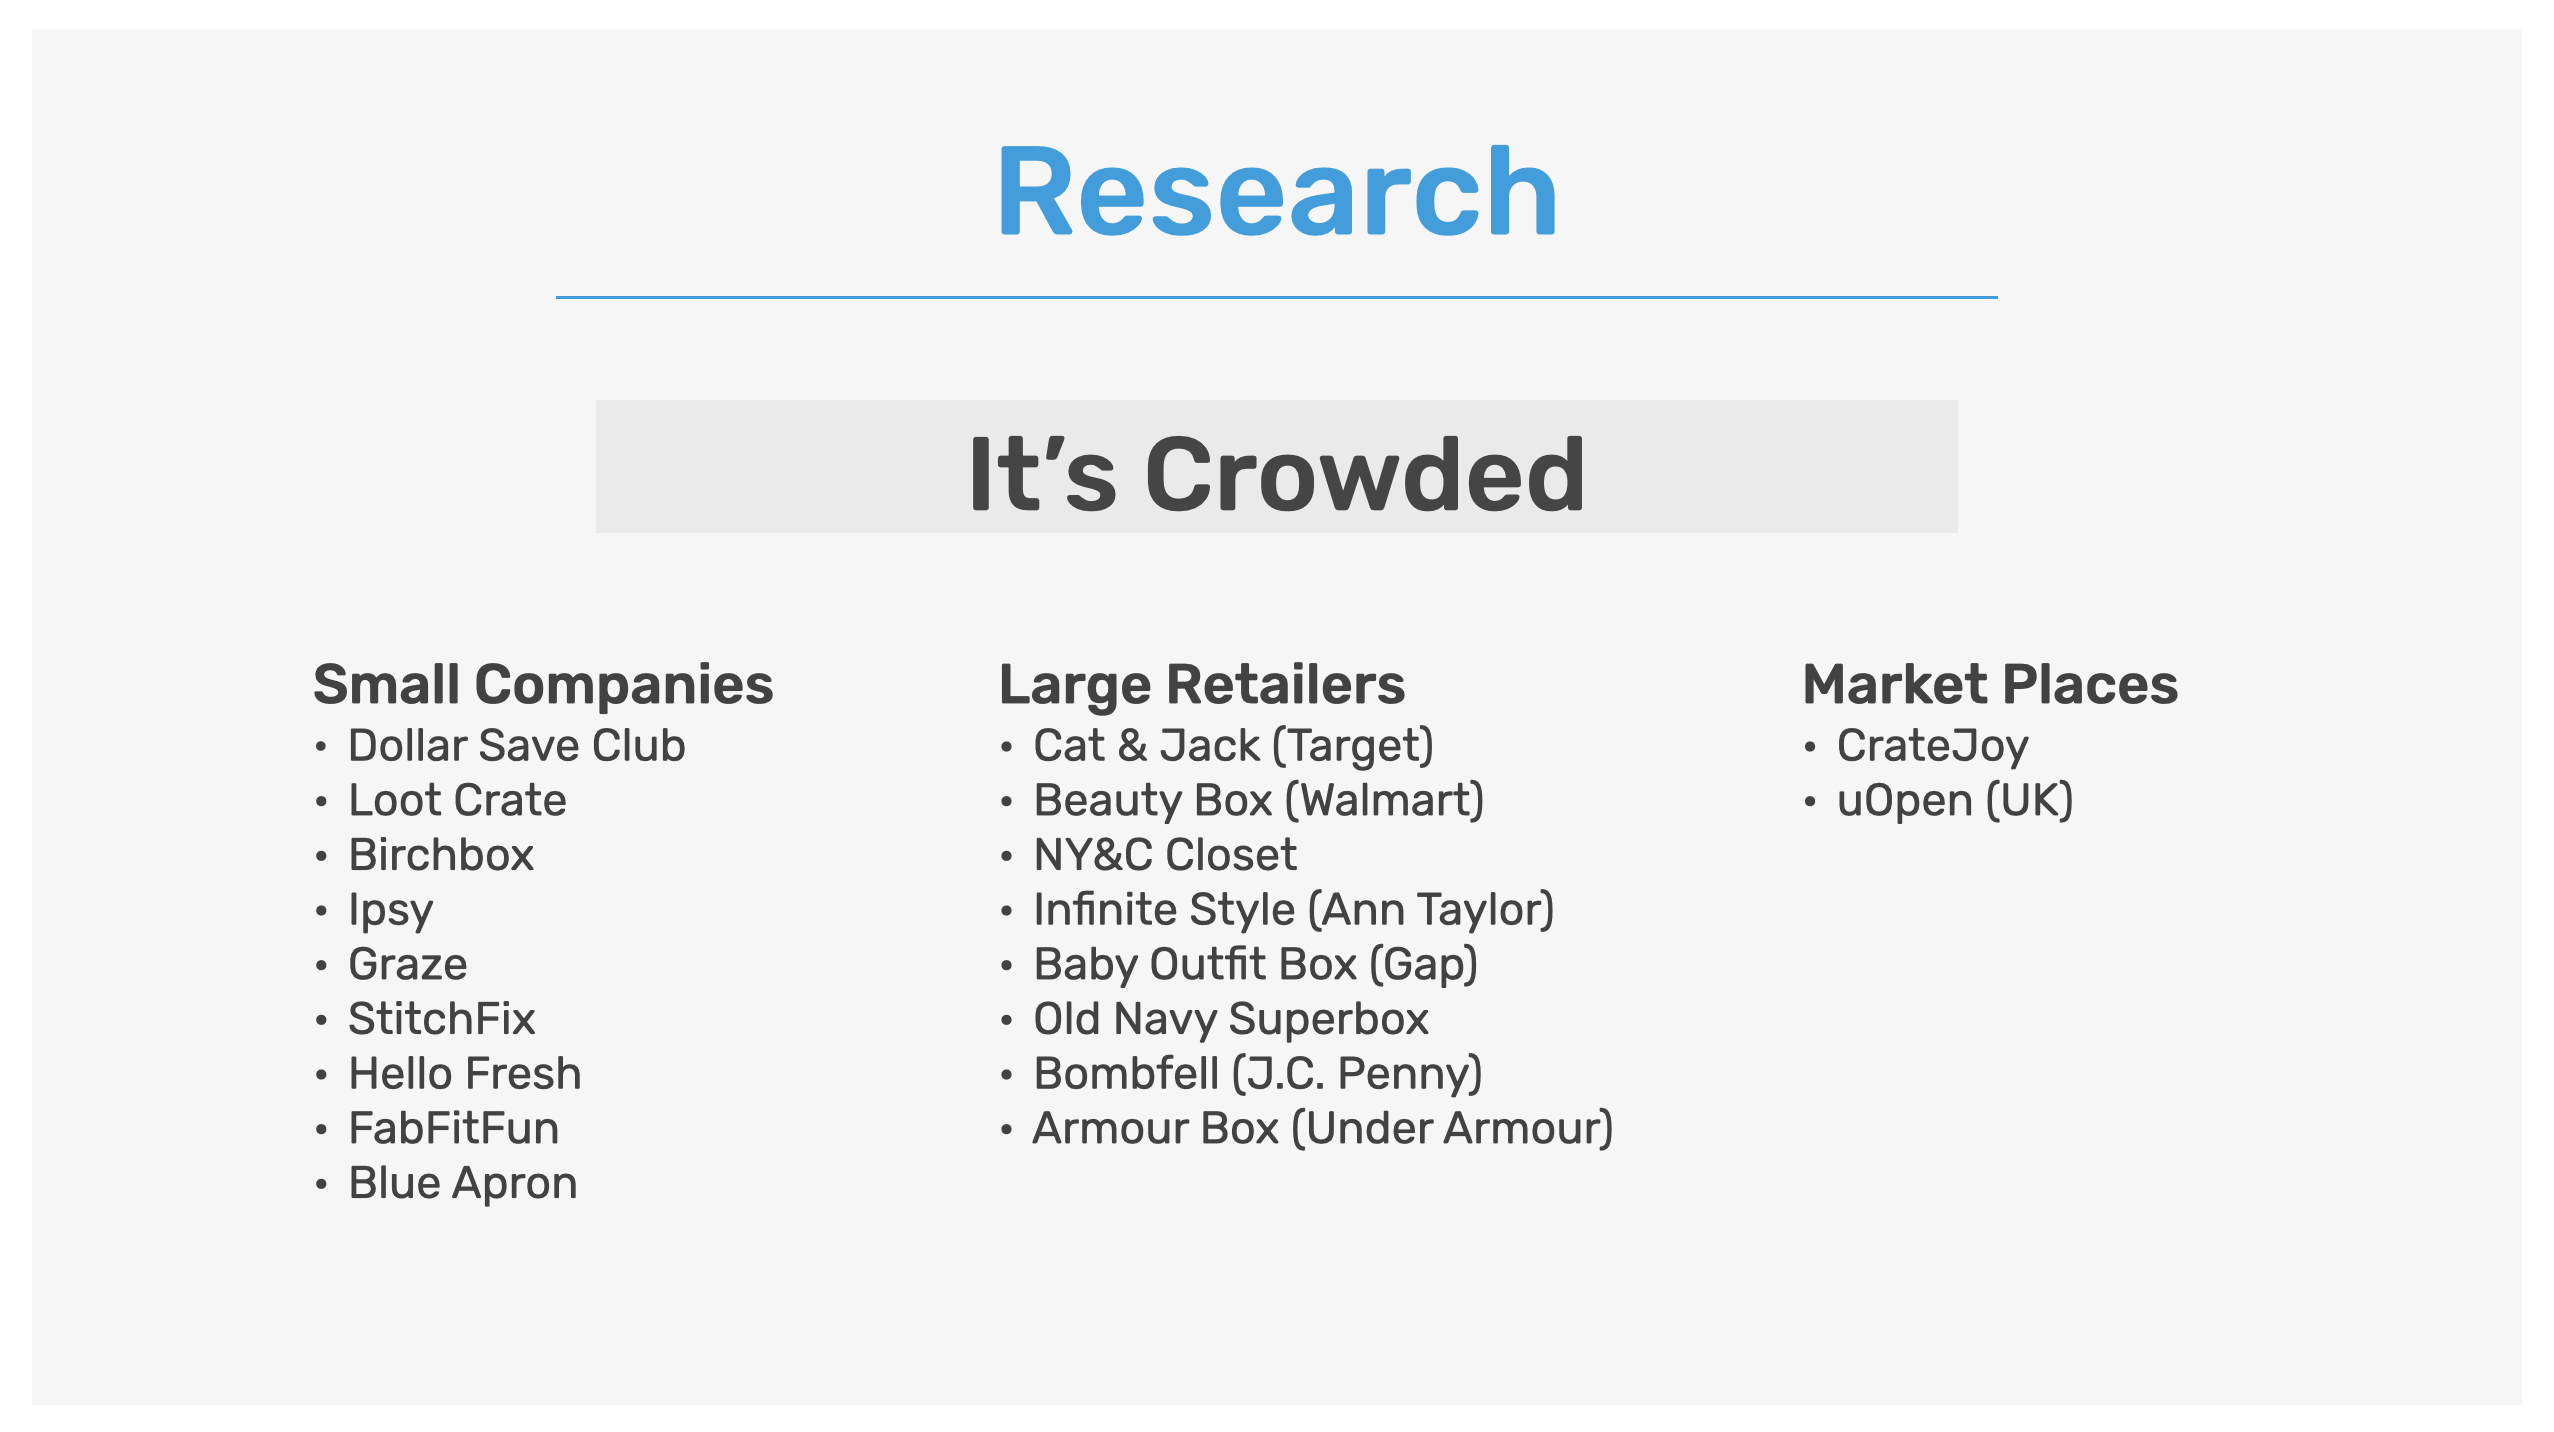 Research
It’s Crowded
Small Companies
• Dollar Save Club
• Loot Crate
• Birchbox
• Ipsy
• Graze
• StitchFix
• Hello Fresh
• FabFitFun
• Blue Apron
Large Retailers
• Cat & Jack (Target)
• Beauty Box (Walmart)
• NY&C Closet
• Infinite Style (Ann Taylor)
• Baby Outfit Box (Gap)
• Old Navy Superbox
• Bombfell (J.C. Penny)
• Armour Box (Under Armour)
Market Places
• CrateJoy
• uOpen (UK)